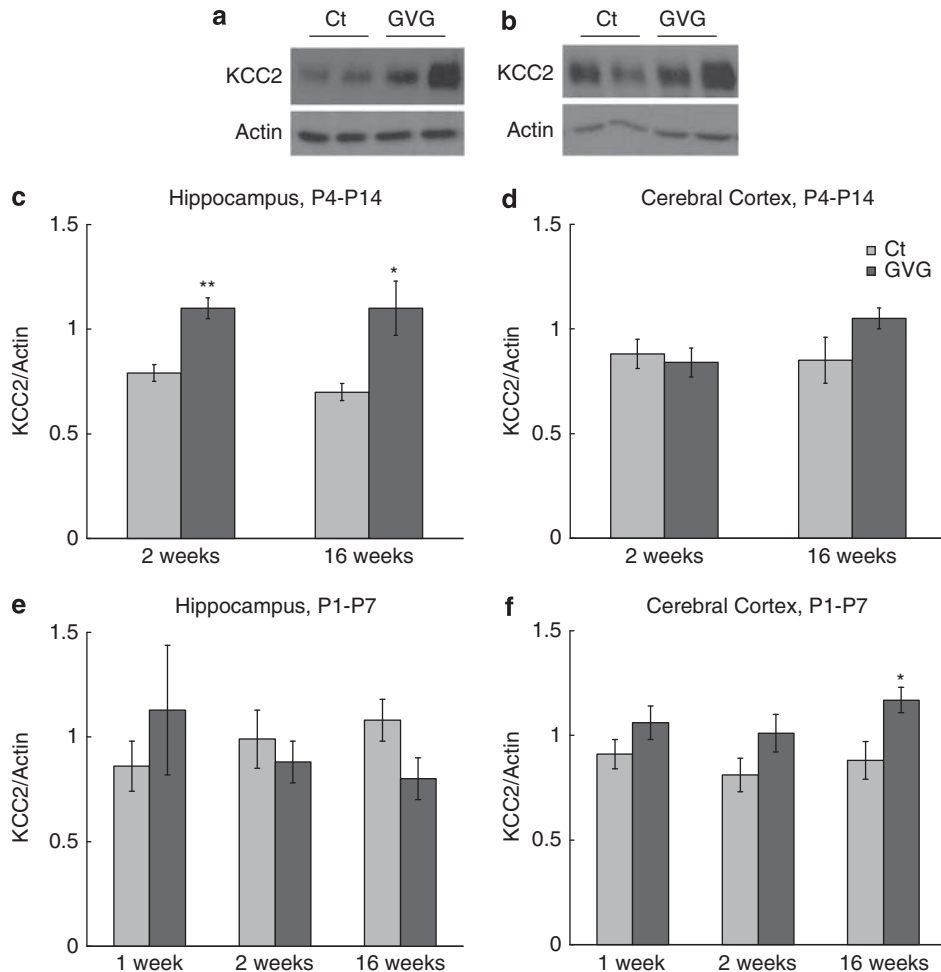 a
Ct GVG
KCC2
Actin
b
Ct GVG
KCC2
Actin
c
Hippocampus, P4-P14
1.5
1
0.5
0
KCC2/Actin
** *
2 weeks 16 weeks
d
Cerebral Cortex, P4-P14
1.5
1
0.5
0
KCC2/Actin
Ct
GVG
2 weeks 16 weeks
e
Hippocampus, P1-P7
1.5
1
0.5
0
KCC2/Actin
1 week 2 weeks 16 weeks
f
Cerebral Cortex, P1-P7
1.5
1
0.5
0
KCC2/Actin
*
1 week 2 weeks 16 weeks